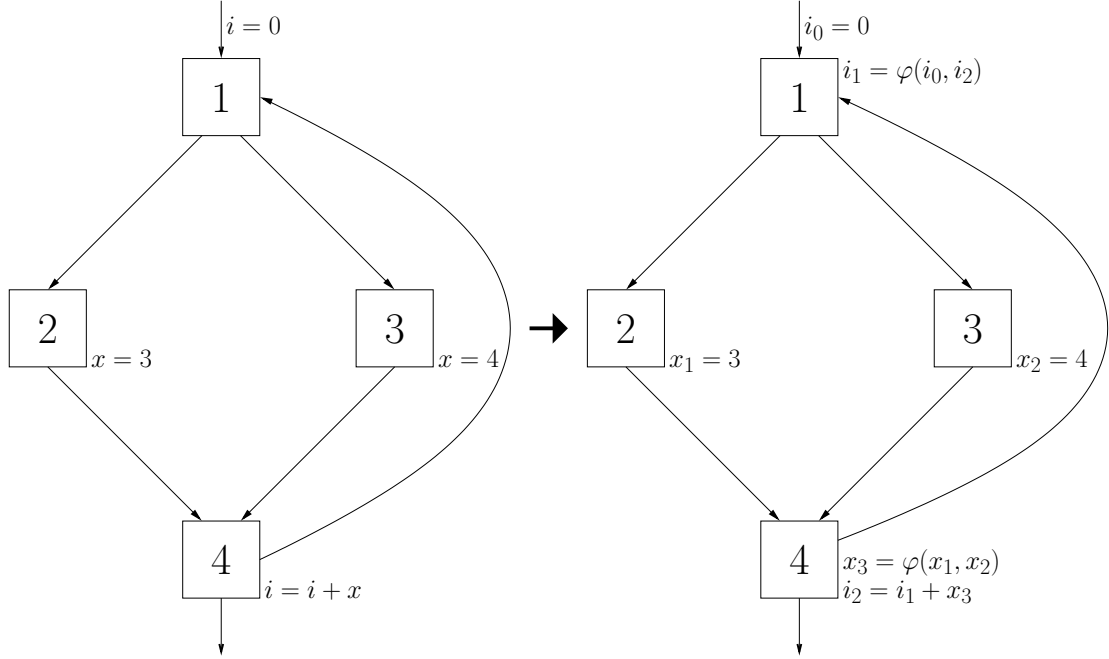 i = 0
1
2
x = 3
3
x = 4
4
i = i + x
i₀ = 0
1
i₁ = φ(i₀, i₂)
2
x₁ = 3
3
x₂ = 4
4
x₃ = φ(x₁, x₂)
i₂ = i₁ + x₃